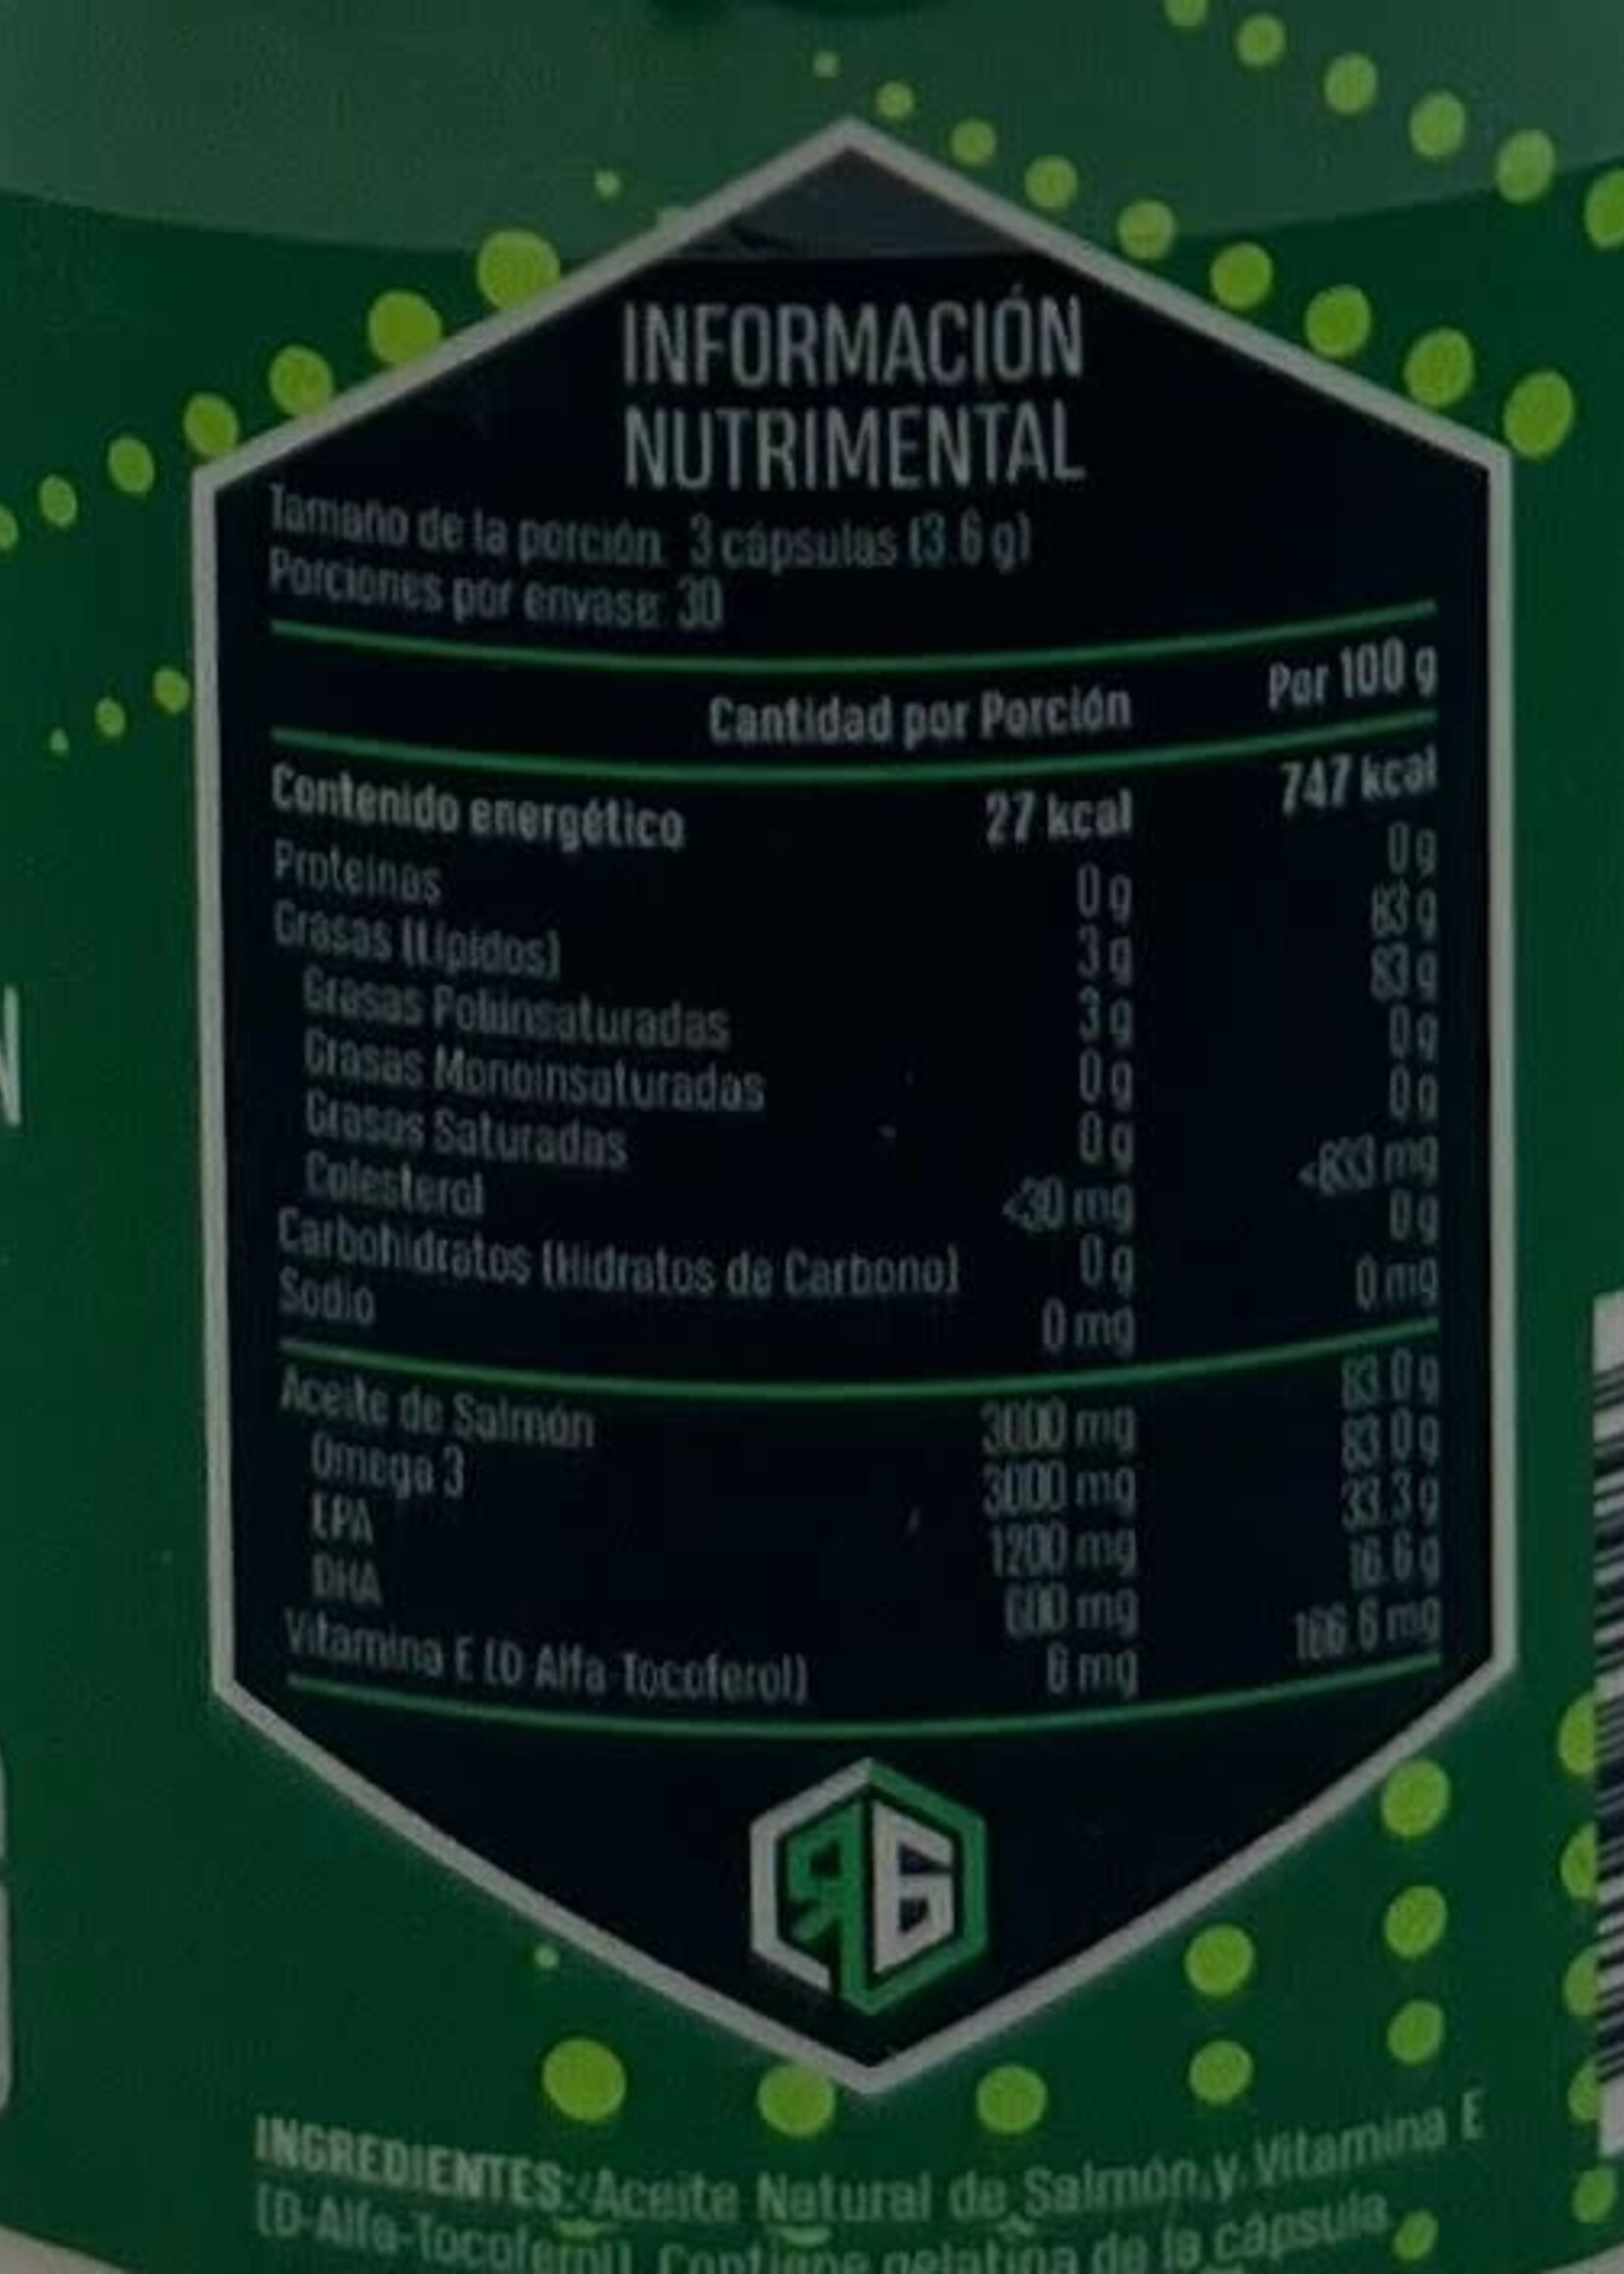 INFORMACIÓN
NUTRIMENTAL
Tamaño de la porción: 3 cápsulas (3.6 g)
Porciones por envase: 30
Cantidad por Porción Por 100 g
Contenido energético 27 kcal 747 kcal
Proteínas 0 g 0 g
Grasas (Lípidos) 3 g 83 g
Grasas Poliinsaturadas 3 g 83 g
Grasas Monoinsaturadas 0 g 0 g
Grasas Saturadas 0 g 0 g
Colesterol <30 mg <833 mg
Carbohidratos (Hidratos de Carbono) 0 g 0 g
Sodio 0 mg 0 mg
Aceite de Salmón 3000 mg 83.0 g
Omega 3 3000 mg 83.0 g
EPA 1200 mg 33.3 g
DHA 600 mg 16.6 g
Vitamina E (D Alfa-Tocoferol) 6 mg 166.6 mg
INGREDIENTES: Aceite Natural de Salmón y Vitamina E
(D-Alfa-Tocoferol). Contiene gelatina de la cápsula